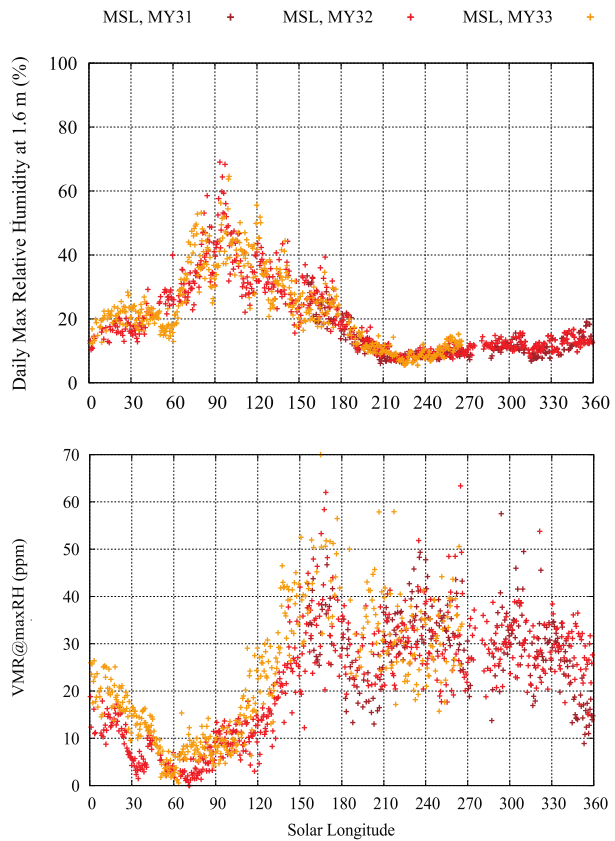 MSL, MY31 MSL, MY32 MSL, MY33
Daily Max Relative Humidity at 1.6 m (%)
100
80
60
40
20
0
0 30 60 90 120 150 180 210 240 270 300 330 360
VMR@maxRH (ppm)
70
60
50
40
30
20
10
0
0 30 60 90 120 150 180 210 240 270 300 330 360
Solar Longitude